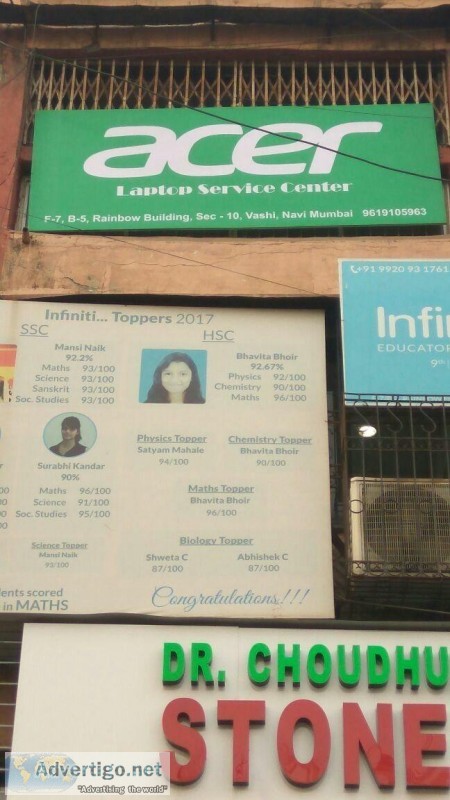 acer
Laptop Service Center
F-7, B-5, Rainbow Building, Sec - 10, Vashi, Navi Mumbai 9619105963
+91 9920 93 1761
Infin
EDUCATOR
9th
Infiniti... Toppers 2017
SSC
Mansi Naik
92.2%
Maths 93/100
Science 93/100
Sanskrit 93/100
Soc. Studies 93/100
Surabhi Kandar
90%
Maths 96/100
Science 91/100
Soc. Studies 95/100
Science Topper
Mansi Naik
93/100
ents scored
in MATHS
HSC
Bhavita Bhoir
92.67%
Physics 92/100
Chemistry 90/100
Maths 96/100
Physics Topper
Satyam Mahale
94/100
Chemistry Topper
Bhavita Bhoir
90/100
Maths Topper
Bhavita Bhoir
96/100
Biology Topper
Shweta C
87/100
Abhishek C
87/100
Congratulations!!!
DR. CHOUDHU
STONE
Advertigo.net
"Advertising the world"